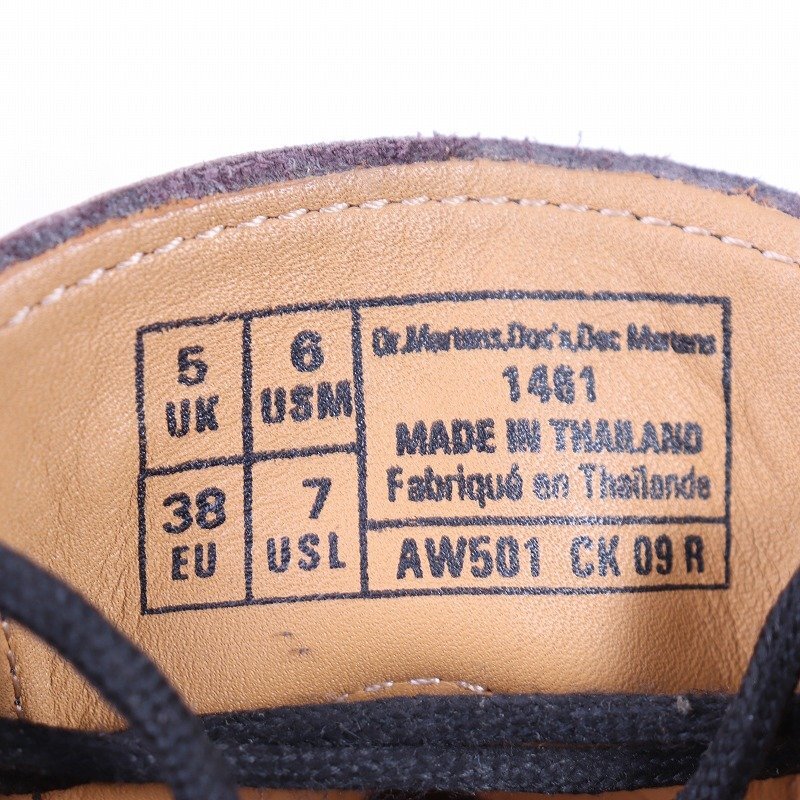 5
UK
6
USM
38
EU
7
USL
Dr.Martens,Doc's,Doc Martens
1461
MADE IN THAILAND
Fabriqué en Thaïlande
AW501 CK 09 R